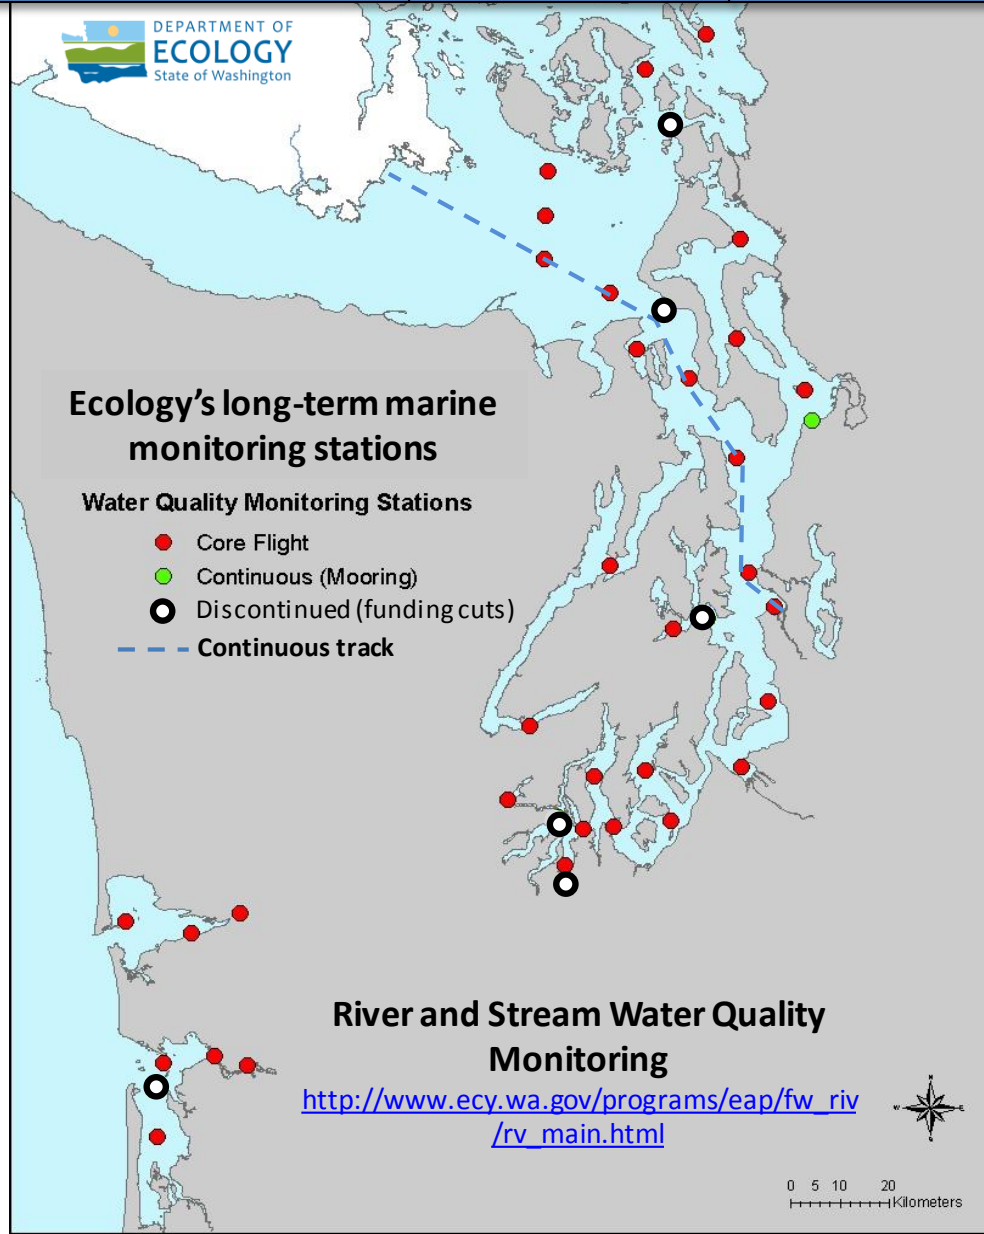 DEPARTMENT OF
ECOLOGY
State of Washington
Ecology’s long-term marine
monitoring stations
Water Quality Monitoring Stations
Core Flight
Continuous (Mooring)
Discontinued (funding cuts)
Continuous track
River and Stream Water Quality
Monitoring
http://www.ecy.wa.gov/programs/eap/fw_riv
/rv_main.html
N
W E
S
0 5 10 20
Kilometers